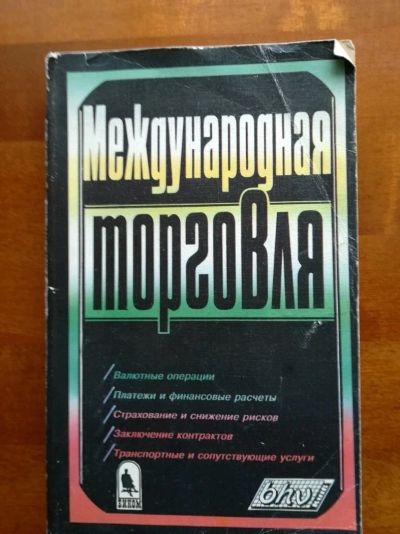 Международная
торговля
Валютные операции
Платежи и финансовые расчеты
Страхование и снижение рисков
Заключение контрактов
Транспортные и сопутствующие услуги
bhv